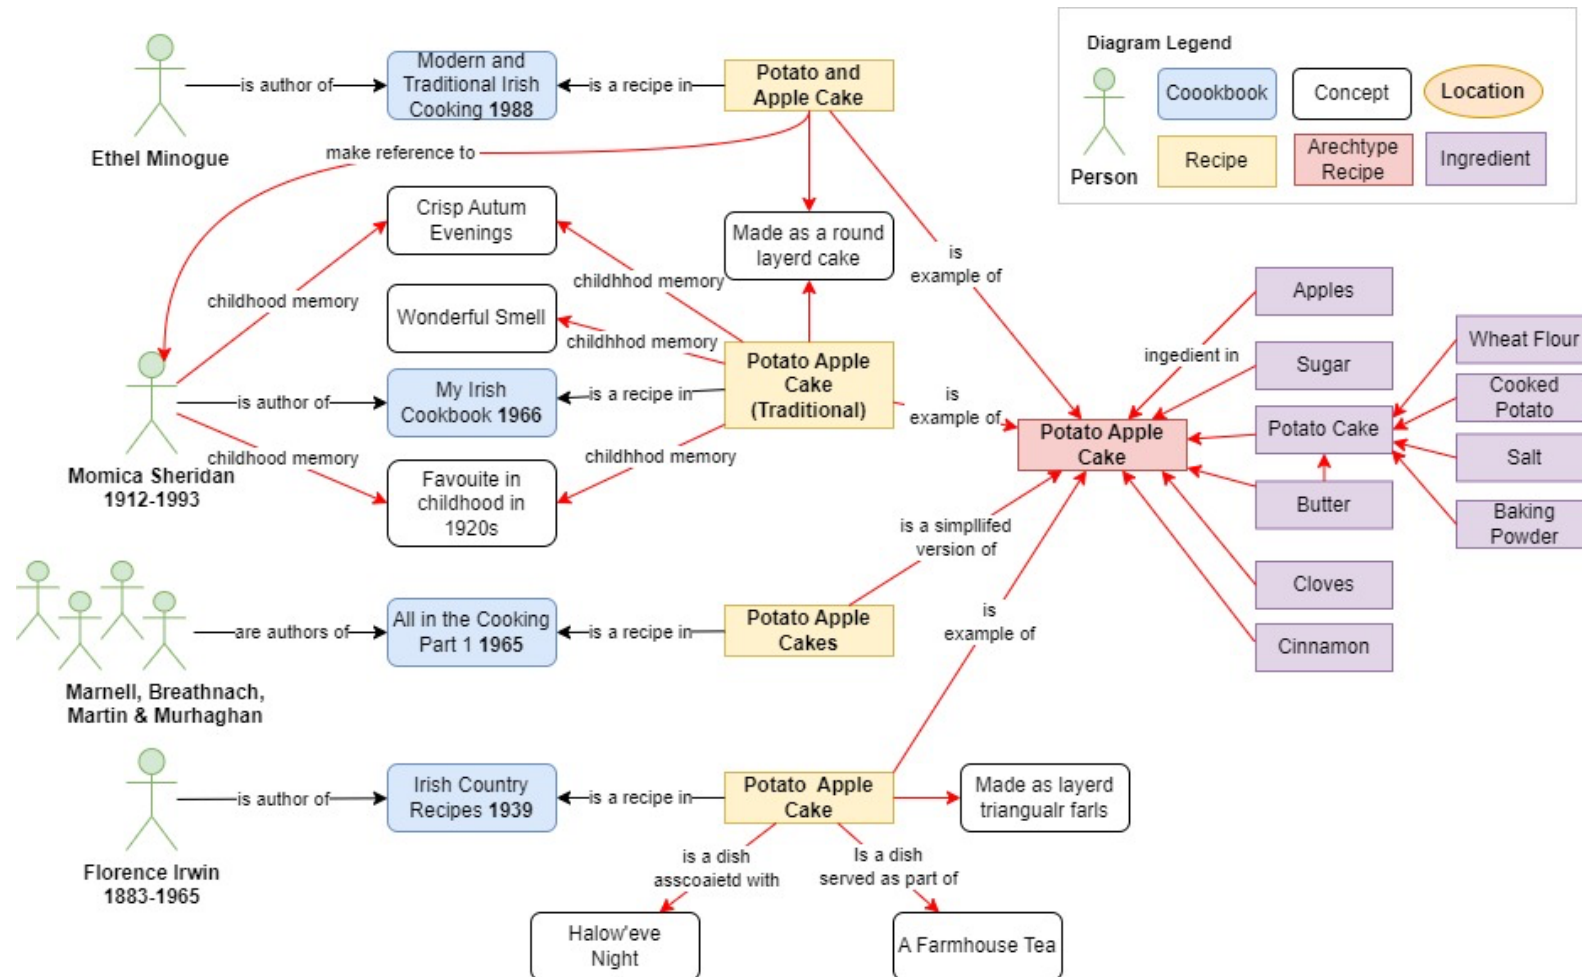 Diagram Legend
Coookbook
Concept
Location
Person
Recipe
Arechtype
Recipe
Ingredient
Ethel Minogue
is author of
Modern and
Traditional Irish
Cooking 1988
is a recipe in
Potato and
Apple Cake
make reference to
Crisp Autum
Evenings
Made as a round
layerd cake
is
example of
childhood memory
childhhod memory
Wonderful Smell
childhhod memory
Momica Sheridan
1912-1993
is author of
My Irish
Cookbook 1966
is a recipe in
Potato Apple
Cake
(Traditional)
is
example of
childhood memory
childhhod memory
Favouite in
childhood in
1920s
Potato Apple
Cake
Apples
ingedient in
Sugar
Potato Cake
Butter
Cloves
Cinnamon
Wheat Flour
Cooked
Potato
Salt
Baking
Powder
Marnell, Breathnach,
Martin & Murhaghan
are authors of
All in the Cooking
Part 1 1965
is a recipe in
Potato Apple
Cakes
is a simpllifed
version of
Florence Irwin
1883-1965
is author of
Irish Country
Recipes 1939
is a recipe in
Potato Apple
Cake
is
example of
Made as layerd
triangualr farls
is a dish
asscoaietd with
Is a dish
served as part of
Halow'eve
Night
A Farmhouse Tea